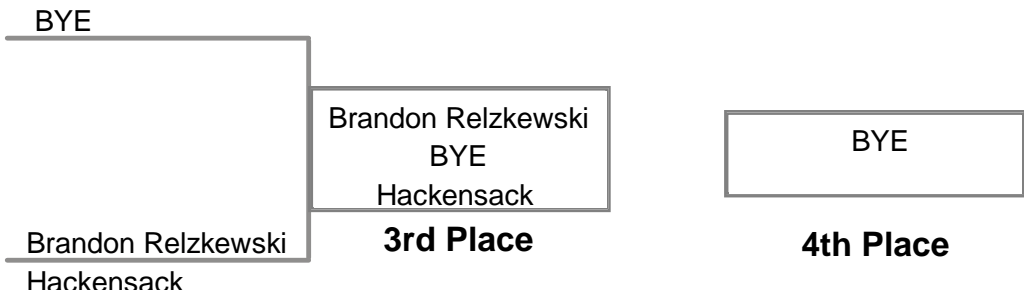 BYE
Brandon Relzkewski
BYE
Hackensack
3rd Place
BYE
4th Place
Brandon Relzkewski
Hackensack